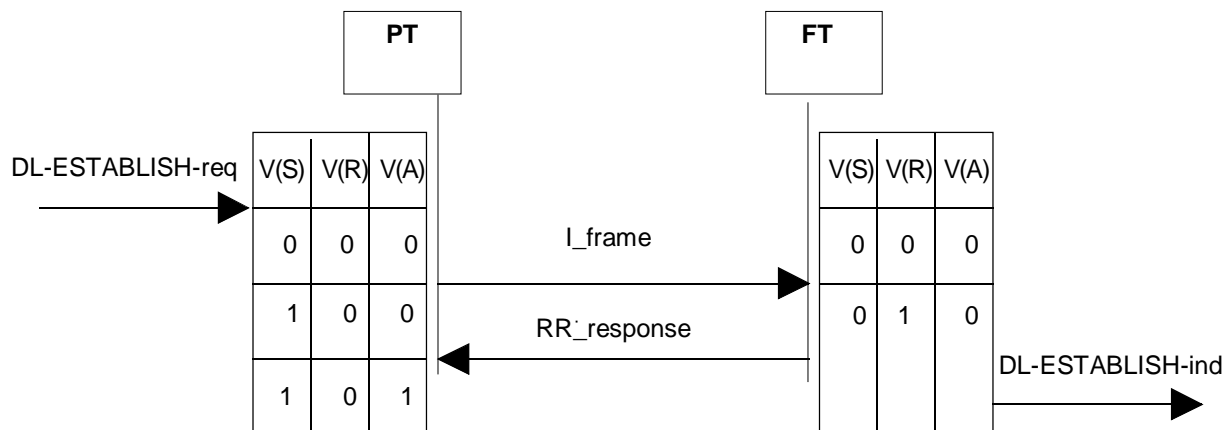 PT
FT
DL-ESTABLISH-req
V(S) V(R) V(A)
V(S) V(R) V(A)
0 0 0
I_frame
0 0 0
1 0 0
RR_response
0 1 0
DL-ESTABLISH-ind
1 0 1